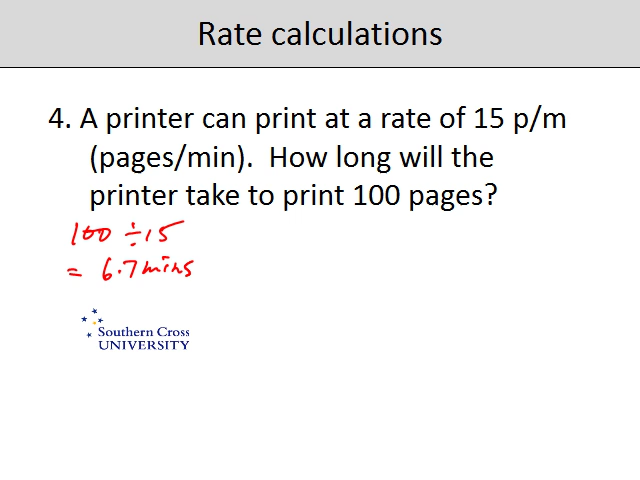 Rate calculations
4. A printer can print at a rate of 15 p/m
(pages/min). How long will the
printer take to print 100 pages?
100 ÷ 15
= 6.7 mins
Southern Cross
UNIVERSITY